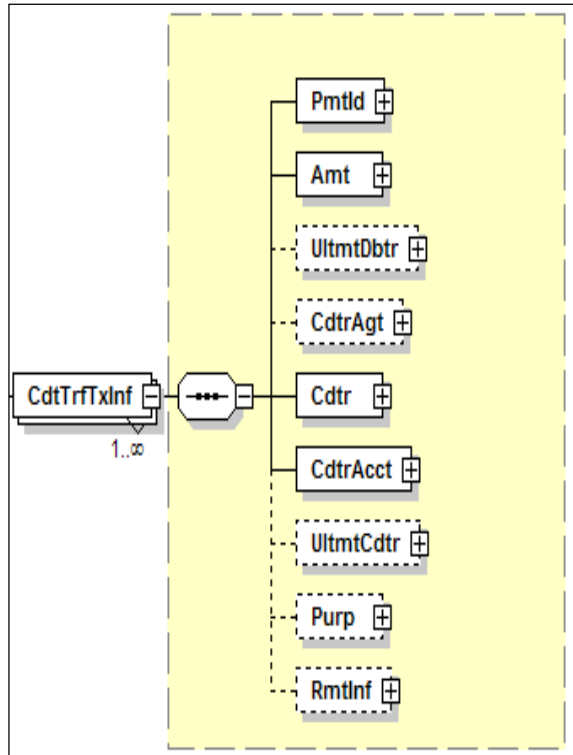 PmtId
Amt
UltmtDbtr
CdtrAgt
CdtTrfTxInf
1..∞
Cdtr
CdtrAcct
UltmtCdtr
Purp
RmtInf